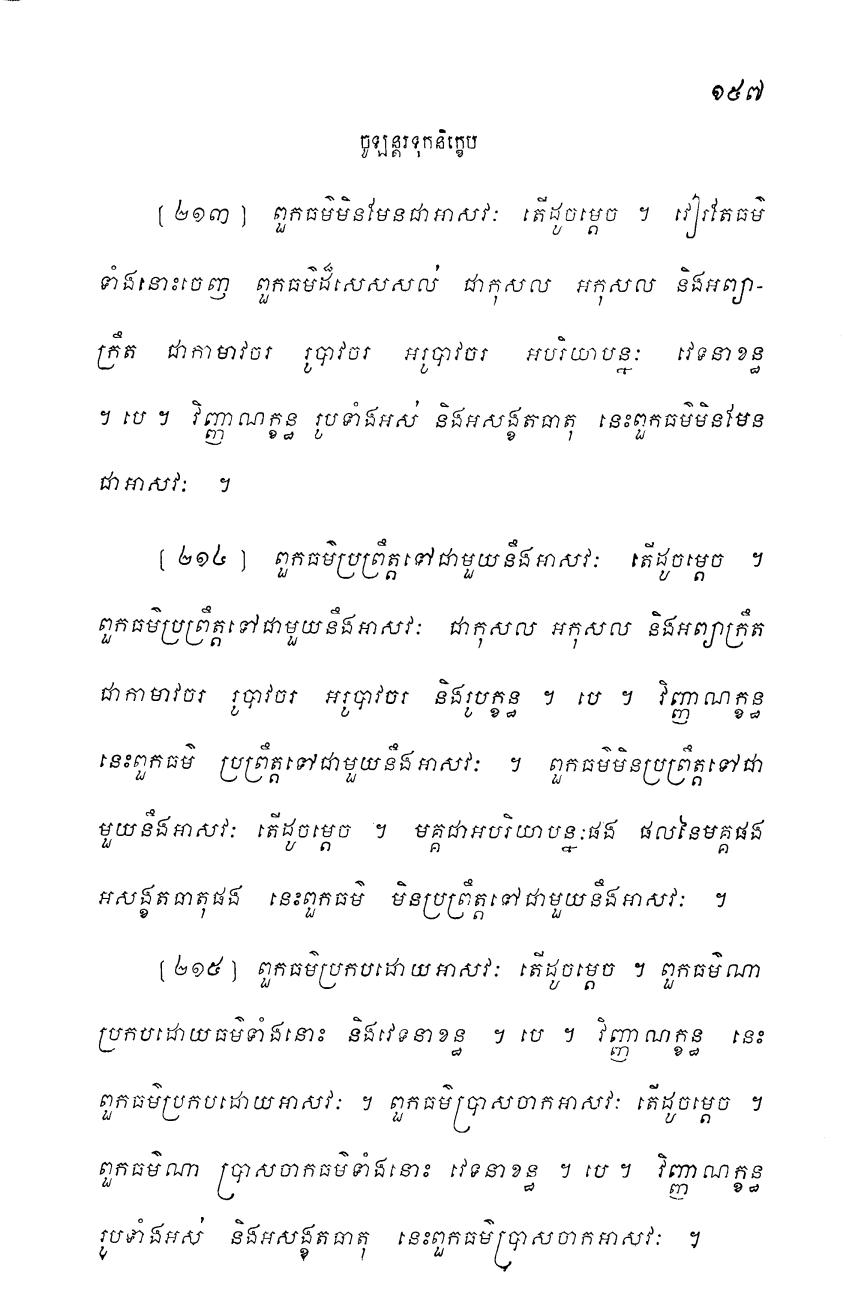 ១៥៧
ចូឡន្តរទុកនិក្ខេប
[ ២១៣ ] ពួកធម៌មិនមែនជាអាសវៈ តើដូចម្តេច ។ វៀរតែធម៌
ទាំងនោះចេញ ពួកធម៌ដ៏សេសសល់ ជាកុសល អកុសល និងអព្យា-
ក្រឹត ជាកាមាវចរ រូបាវចរ អរូបាវចរ អបរិយាបន្នៈ វេទនាខន្ធ
។ បេ ។ វិញ្ញាណក្ខន្ធ រូបទាំងអស់ និងអសង្ខតធាតុ នេះពួកធម៌មិនមែន
ជាអាសវៈ ។
[ ២១៤ ] ពួកធម៌ប្រព្រឹត្តទៅជាមួយនឹងអាសវៈ តើដូចម្តេច ។
ពួកធម៌ប្រព្រឹត្តទៅជាមួយនឹងអាសវៈ ជាកុសល អកុសល និងអព្យាក្រឹត
ជាកាមាវចរ រូបាវចរ អរូបាវចរ និងរូបក្ខន្ធ ។ បេ ។ វិញ្ញាណក្ខន្ធ
នេះពួកធម៌ ប្រព្រឹត្តទៅជាមួយនឹងអាសវៈ ។ ពួកធម៌មិនប្រព្រឹត្តទៅជា
មួយនឹងអាសវៈ តើដូចម្តេច ។ មគ្គជាអបរិយាបន្នៈផង ផលនៃមគ្គផង
អសង្ខតធាតុផង នេះពួកធម៌ មិនប្រព្រឹត្តទៅជាមួយនឹងអាសវៈ ។
[ ២១៥ ] ពួកធម៌ប្រកបដោយអាសវៈ តើដូចម្តេច ។ ពួកធម៌ណា
ប្រកបដោយធម៌ទាំងនោះ និងវេទនាខន្ធ ។ បេ ។ វិញ្ញាណក្ខន្ធ នេះ
ពួកធម៌ប្រកបដោយអាសវៈ ។ ពួកធម៌ប្រាសចាកអាសវៈ តើដូចម្តេច ។
ពួកធម៌ណា ប្រាសចាកធម៌ទាំងនោះ វេទនាខន្ធ ។ បេ ។ វិញ្ញាណក្ខន្ធ
រូបទាំងអស់ និងអសង្ខតធាតុ នេះពួកធម៌ប្រាសចាកអាសវៈ ។